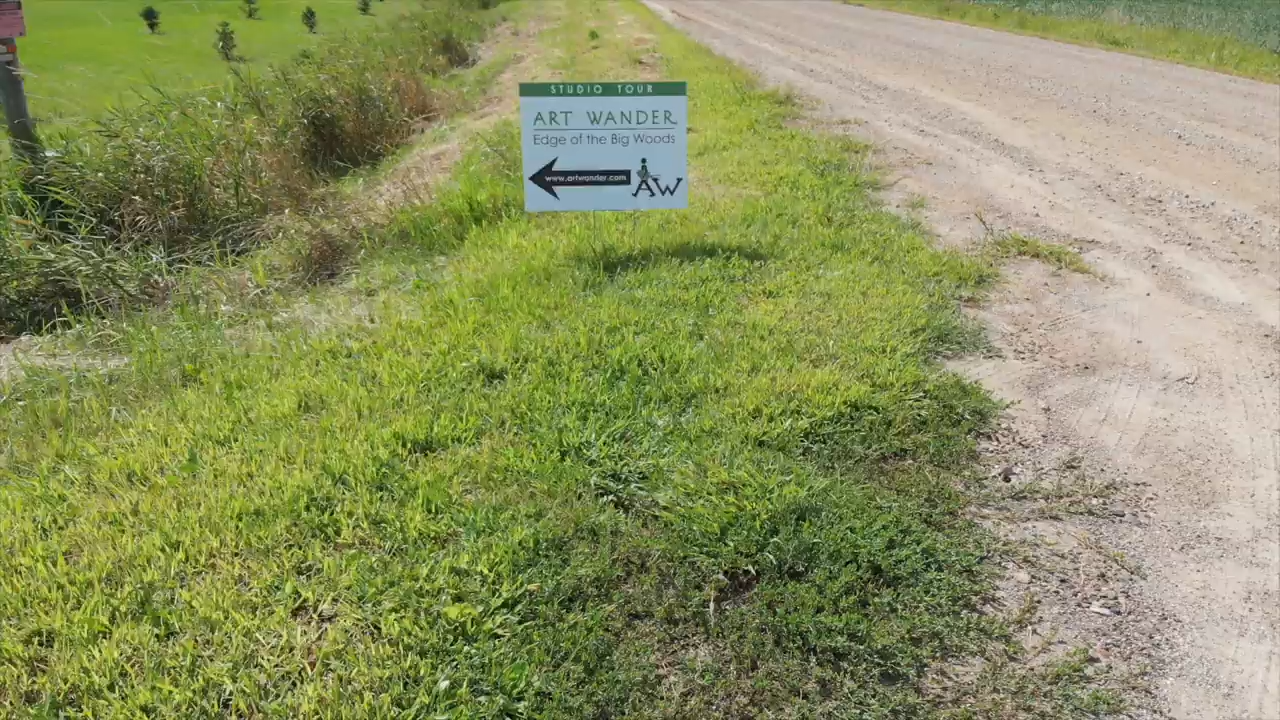 STUDIO TOUR
ART WANDER
Edge of the Big Woods
www.artwander.com
AW